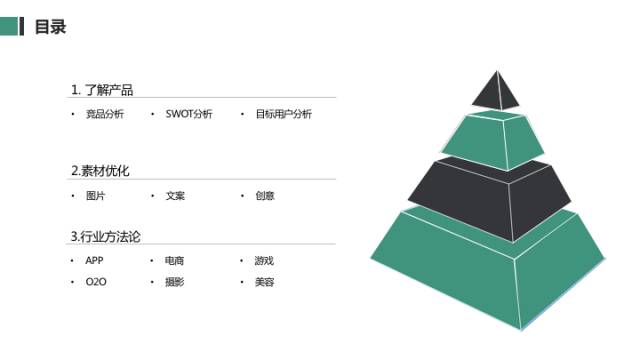 目录
1. 了解产品
• 竞品分析 • SWOT分析 • 目标用户分析
2.素材优化
• 图片 • 文案 • 创意
3.行业方法论
• APP • 电商 • 游戏
• O2O • 摄影 • 美容